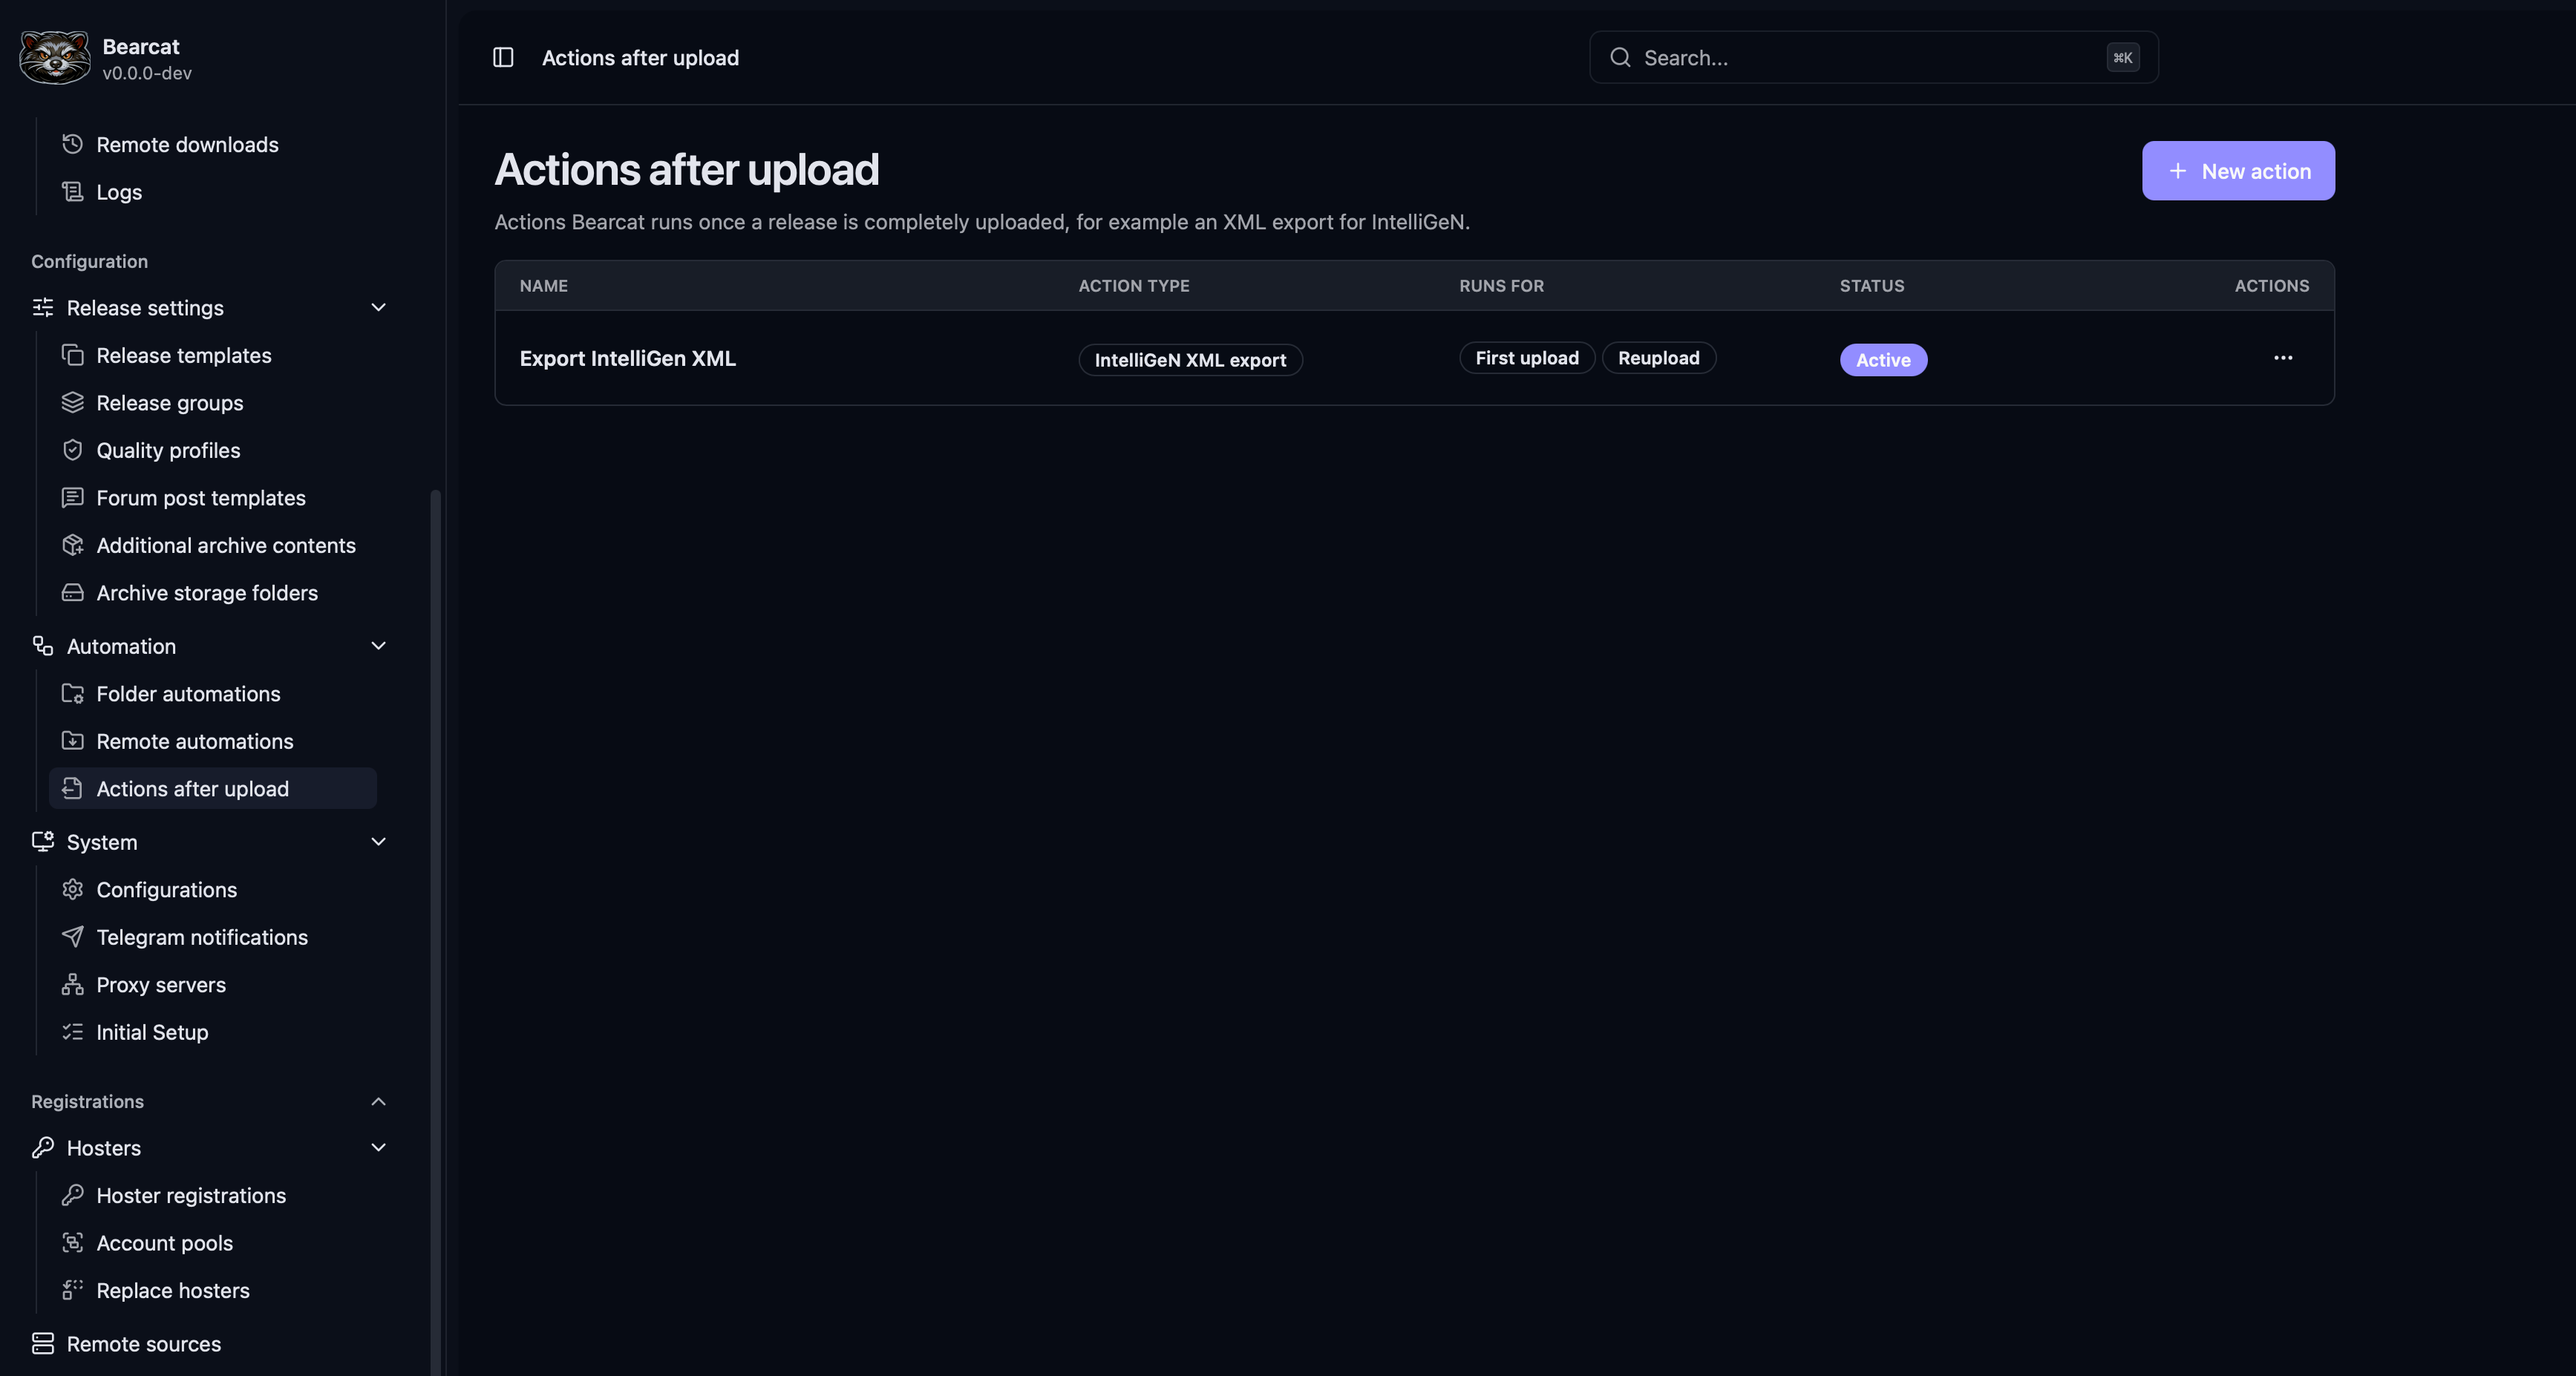 Bearcat
v0.0.0-dev
Remote downloads
Logs
Configuration
Release settings
Release templates
Release groups
Quality profiles
Forum post templates
Additional archive contents
Archive storage folders
Automation
Folder automations
Remote automations
Actions after upload
System
Configurations
Telegram notifications
Proxy servers
Initial Setup
Registrations
Hosters
Hoster registrations
Account pools
Replace hosters
Remote sources
Actions after upload
Search...
⌘K
Actions after upload
New action
Actions Bearcat runs once a release is completely uploaded, for example an XML export for IntelliGeN.
NAME ACTION TYPE RUNS FOR STATUS ACTIONS
Export IntelliGen XML IntelliGeN XML export First upload Reupload Active